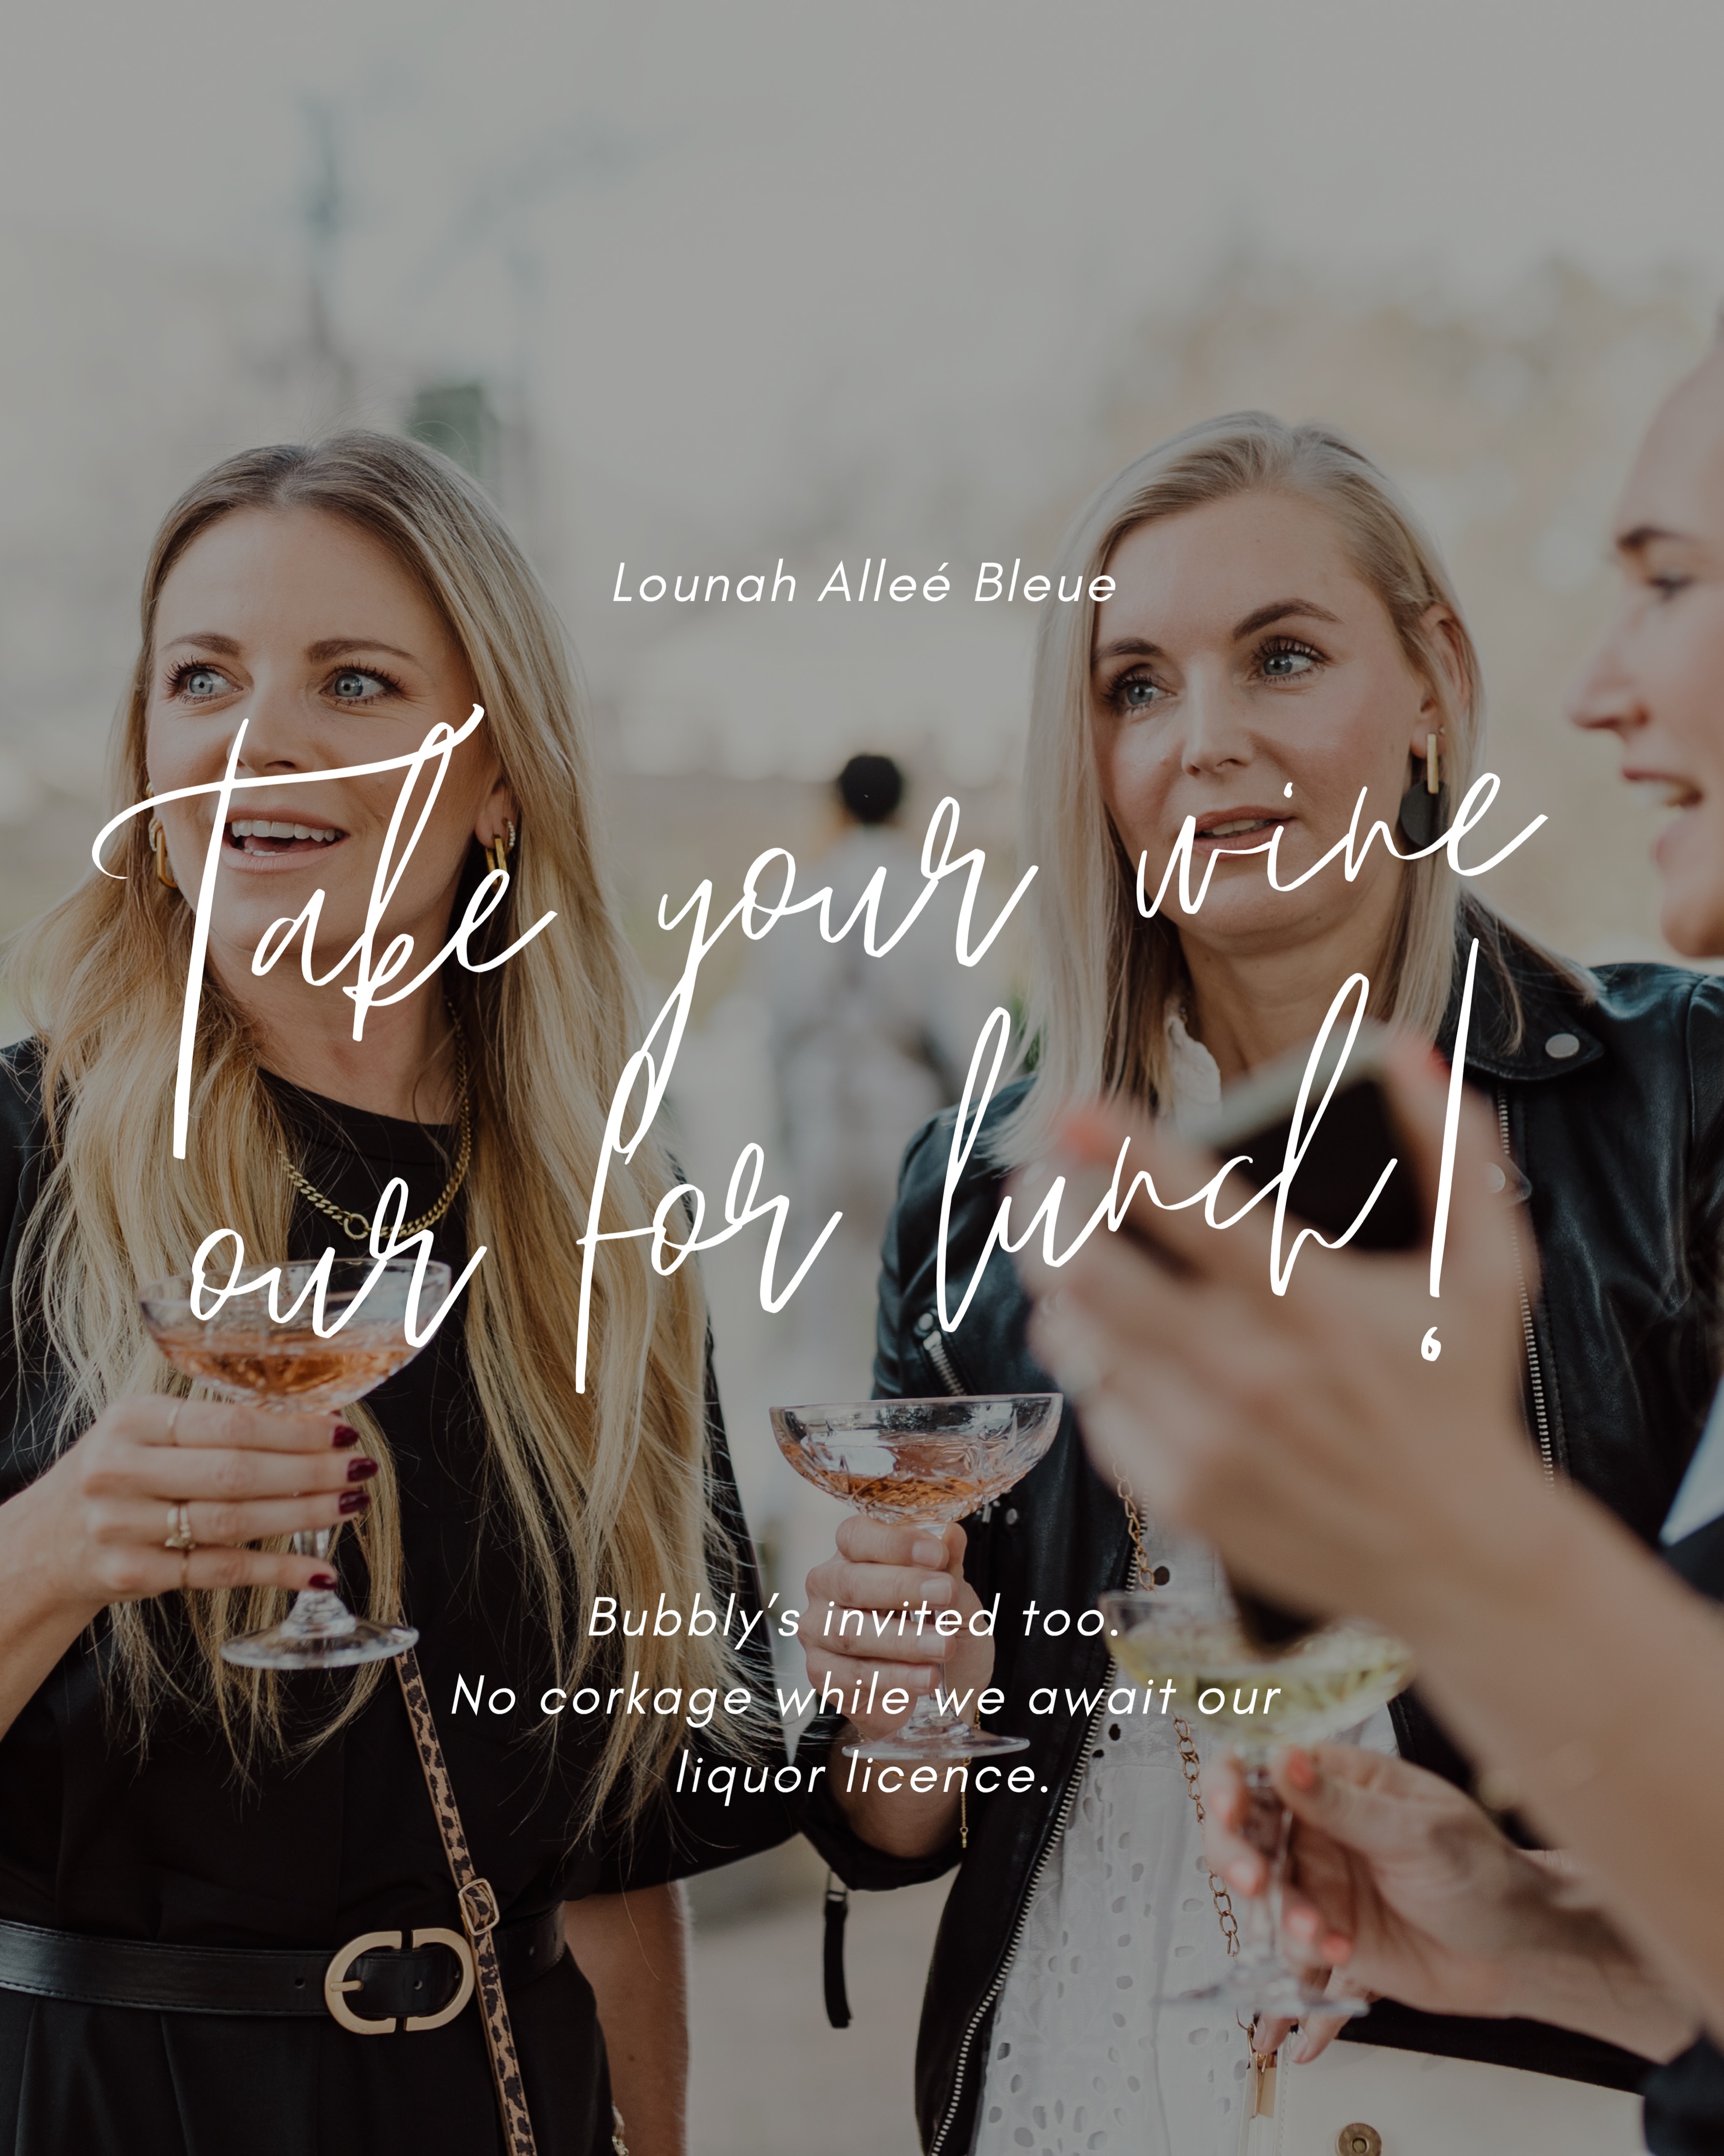 Lounah Alleé Bleue
Take your wine
our for lunch!
Bubbly's invited too.
No corkage while we await our
liquor licence.